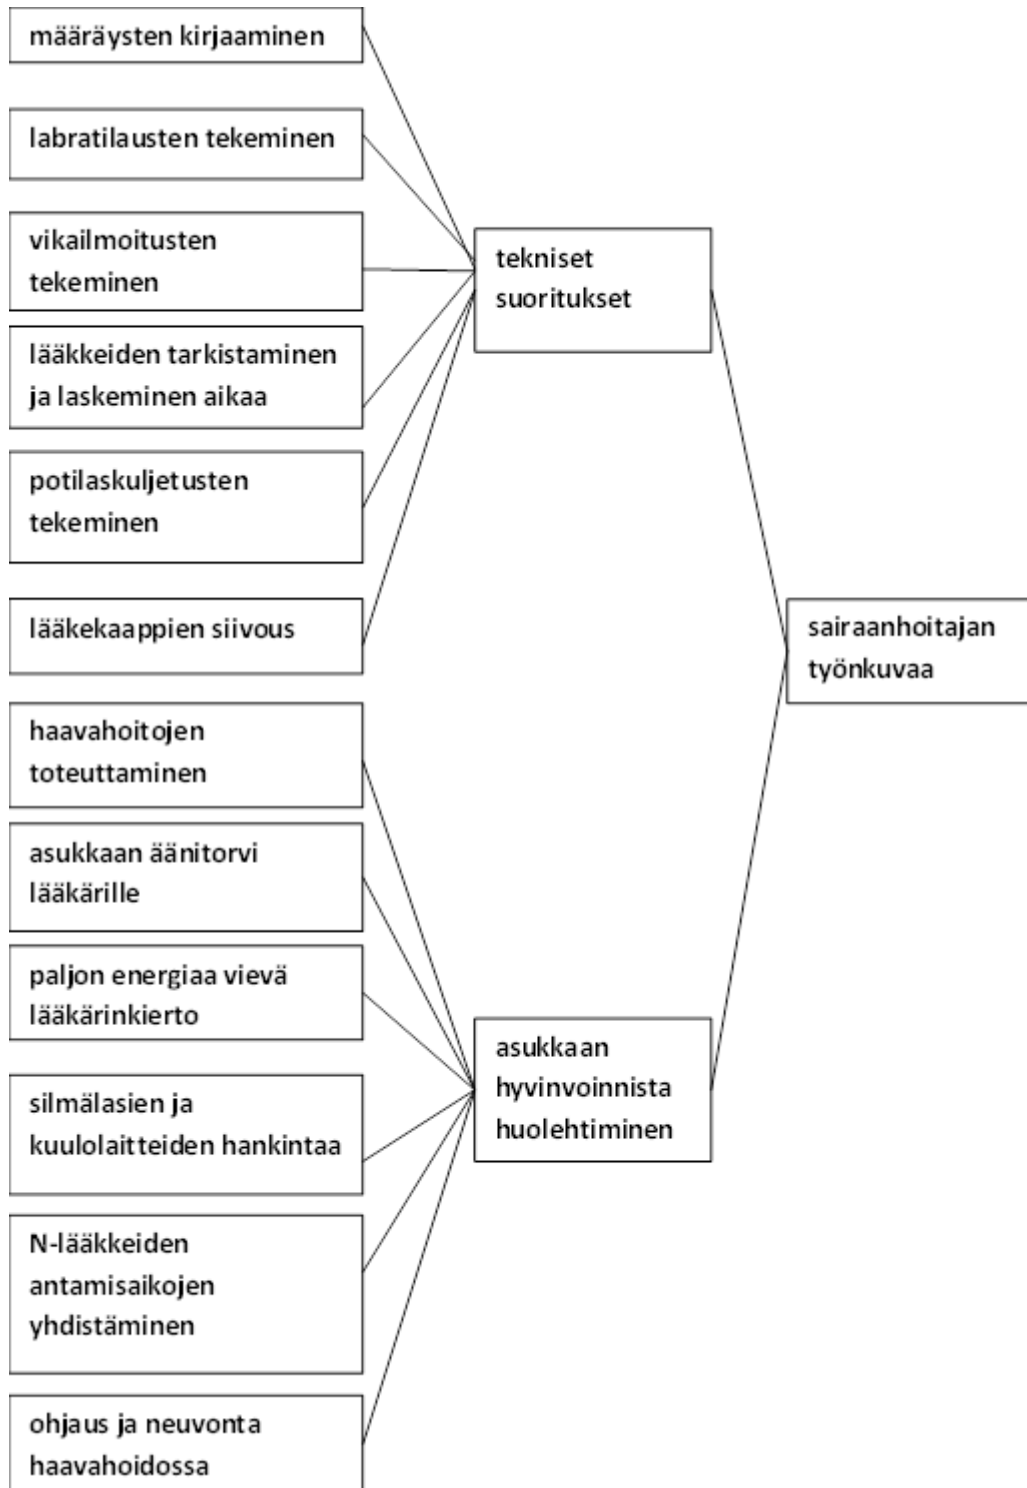 määräysten kirjaaminen
labratilausten tekeminen
vikailmoitusten
tekeminen
lääkkeiden tarkistaminen
ja laskeminen aikaa
potilaskuljetusten
tekeminen
lääkekaappien siivous
haavahoitojen
toteuttaminen
asukkaan äänitorvi
lääkärille
paljon energiaa vievä
lääkärinkierto
silmälasien ja
kuulolaitteiden hankintaa
N-lääkkeiden
antamisaikojen
yhdistäminen
ohjaus ja neuvonta
haavahoidossa
tekniset
suoritukset
asukkaan
hyvinvoinnista
huolehtiminen
sairaanhoitajan
työnkuvaa